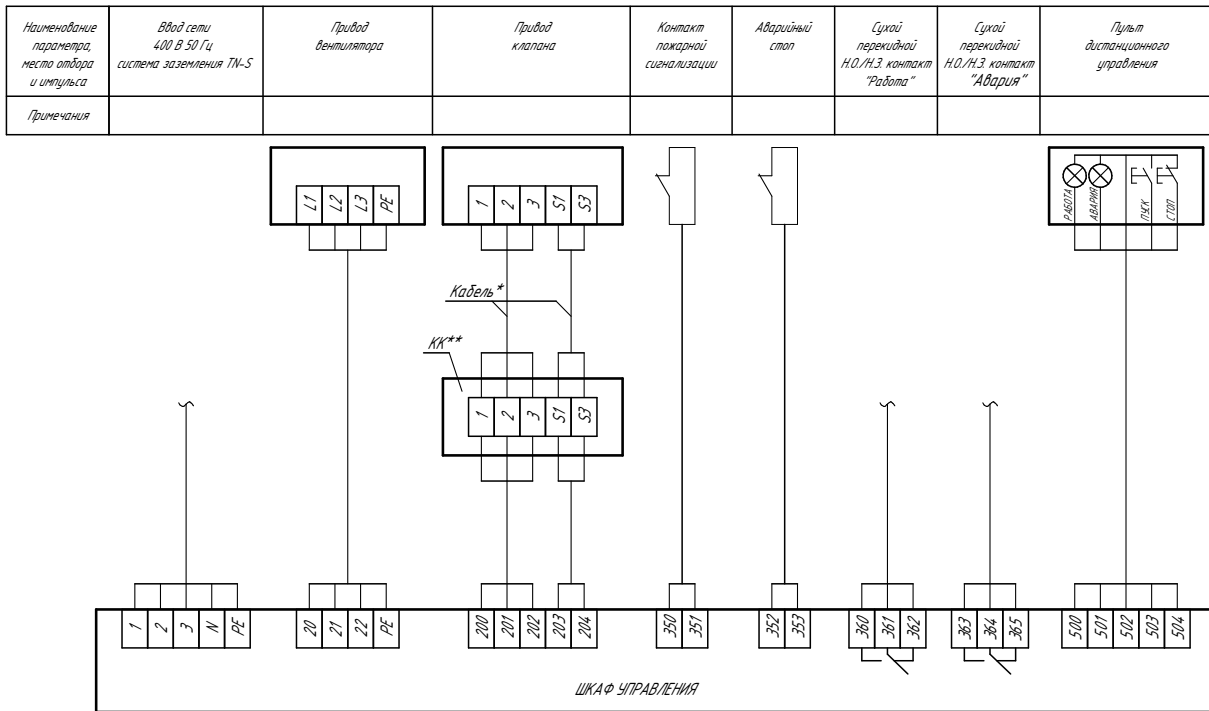 Наименование
параметра,
место отбора
и импульса
Ввод сети
400 В 50 Гц
система заземления TN-S
Привод
вентилятора
Привод
клапана
Контакт
пожарной
сигнализации
Аварийный
стоп
Сухой
перекидной
Н.О./Н.З. контакт
"Работа"
Сухой
перекидной
Н.О./Н.З. контакт
"Авария"
Пульт
дистанционного
управления
Примечания
L1 L2 L3 PE
1 2 3 S1 S3
РАБОТА
АВАРИЯ
ПУСК
СТОП
Кабель*
КК**
1 2 3 S1 S3
1 2 3 N PE
20 21 22 PE
200 201 202 203 204
350 351
352 353
360 361 362
363 364 365
500 501 502 503 504
ШКАФ УПРАВЛЕНИЯ